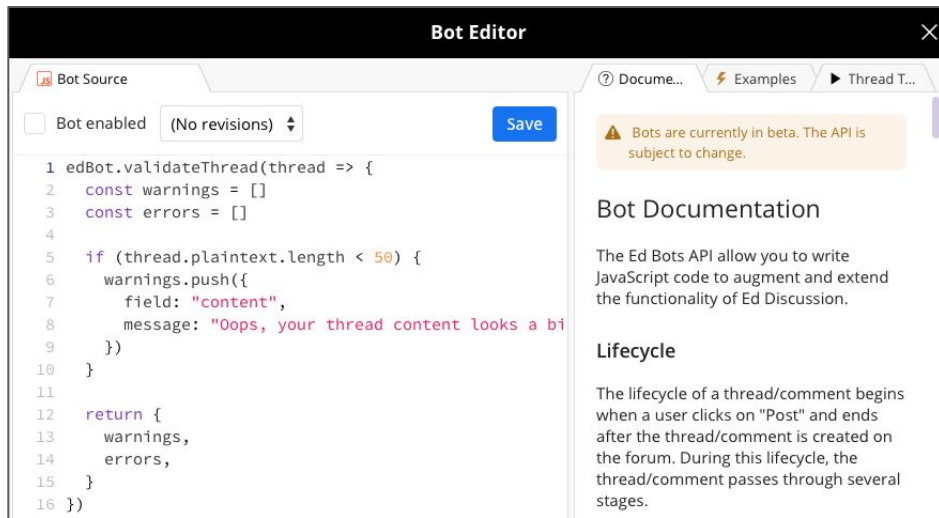 Bot Editor
JS Bot Source
Bot enabled (No revisions) Save
1 edBot.validateThread(thread => {
2 const warnings = []
3 const errors = []
4
5 if (thread.plaintext.length < 50) {
6 warnings.push({
7 field: "content",
8 message: "Oops, your thread content looks a bi
9 })
10 }
11
12 return {
13 warnings,
14 errors,
15 }
16 })
? Docume... Examples Thread T...
Bots are currently in beta. The API is
subject to change.
Bot Documentation
The Ed Bots API allow you to write
JavaScript code to augment and extend
the functionality of Ed Discussion.
Lifecycle
The lifecycle of a thread/comment begins
when a user clicks on "Post" and ends
after the thread/comment is created on
the forum. During this lifecycle, the
thread/comment passes through several
stages.